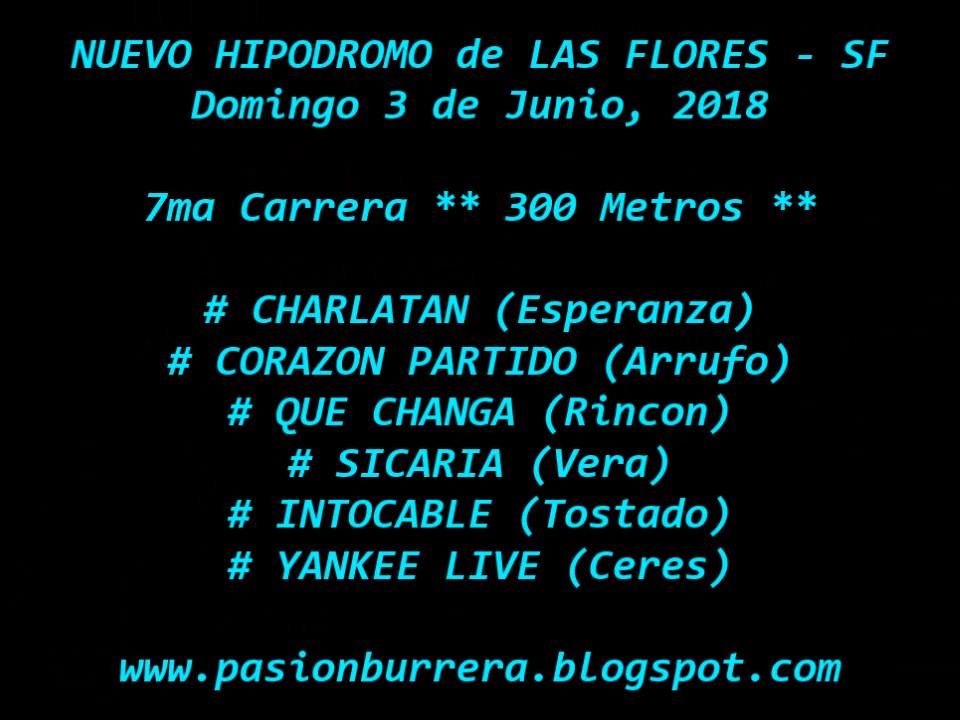 NUEVO HIPODROMO de LAS FLORES - SF
Domingo 3 de Junio, 2018
7ma Carrera ** 300 Metros **
# CHARLATAN (Esperanza)
# CORAZON PARTIDO (Arrufo)
# QUE CHANGA (Rincon)
# SICARIA (Vera)
# INTOCABLE (Tostado)
# YANKEE LIVE (Ceres)
www.pasionburrera.blogspot.com